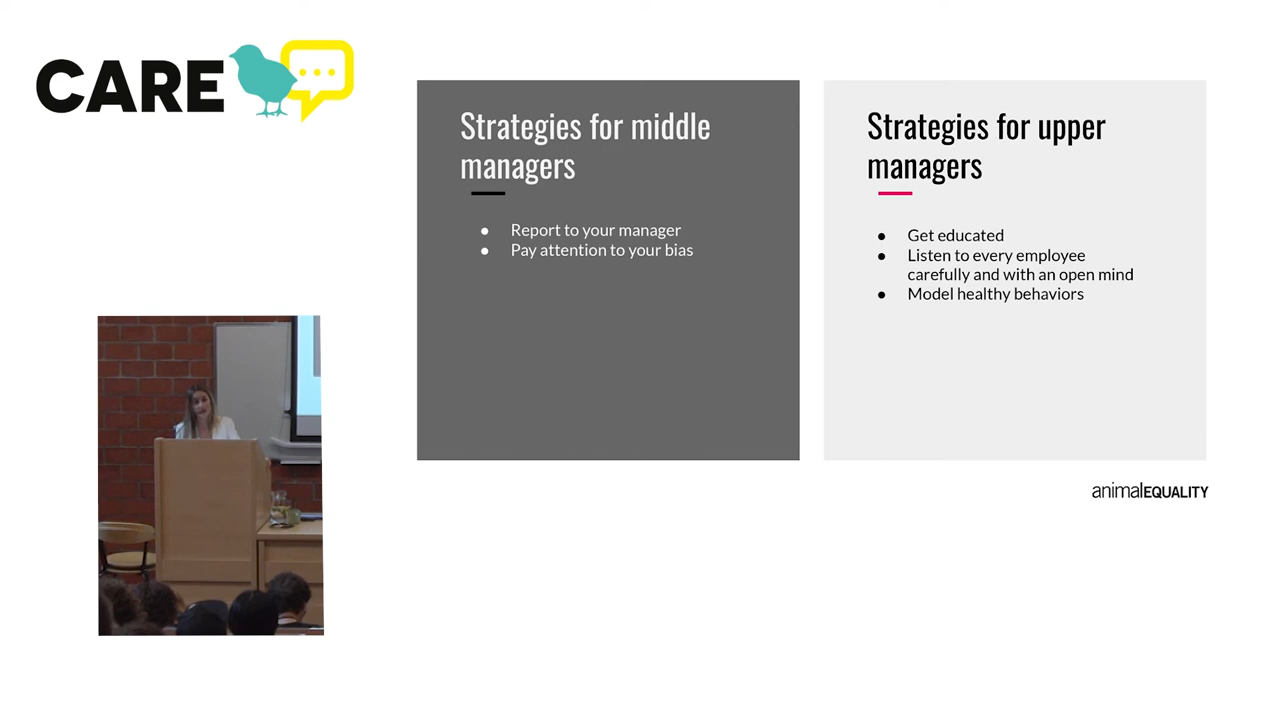 CARE
Strategies for middle
managers
● Report to your manager
● Pay attention to your bias
Strategies for upper
managers
● Get educated
● Listen to every employee
carefully and with an open mind
● Model healthy behaviors
animalEQUALITY